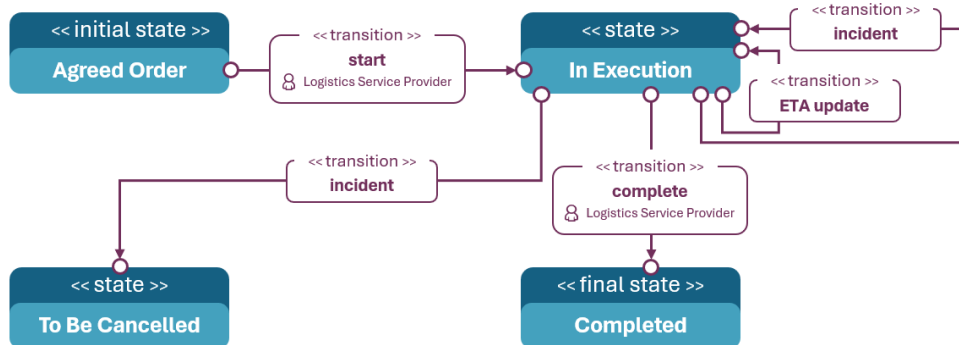 << initial state >>
Agreed Order
<< transition >>
start
Logistics Service Provider
<< state >>
In Execution
<< transition >>
incident
<< transition >>
ETA update
<< transition >>
incident
<< transition >>
complete
Logistics Service Provider
<< state >>
To Be Cancelled
<< final state >>
Completed